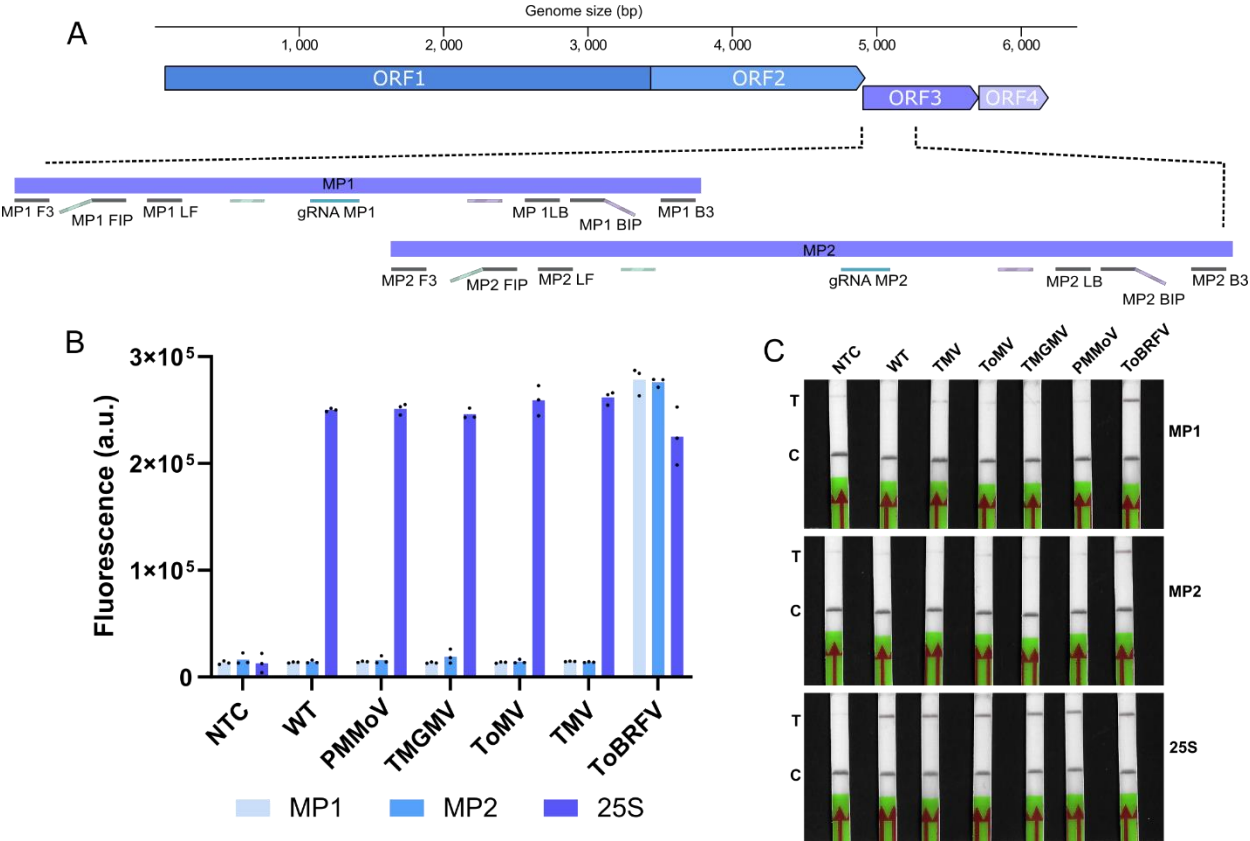 A
Genome size (bp)
1, 000 2, 000 3, 000 4, 000 5, 000 6, 000
ORF1 ORF2
ORF3 ORF4
MP1
MP1 F3 MP1 FIP MP1 LF gRNA MP1 MP 1LB MP1 BIP MP1 B3
MP2
MP2 F3 MP2 FIP MP2 LF gRNA MP2 MP2 LB MP2 BIP MP2 B3
B
Fluorescence (a.u.)
3×10⁵
2×10⁵
1×10⁵
0
NTC WT PMMoV TMGMV ToMV TMV ToBRFV
MP1 MP2 25S
C
NTC WT TMV ToMV TMGMV PMMoV ToBRFV
T
C
MP1
T
C
MP2
T
C
25S